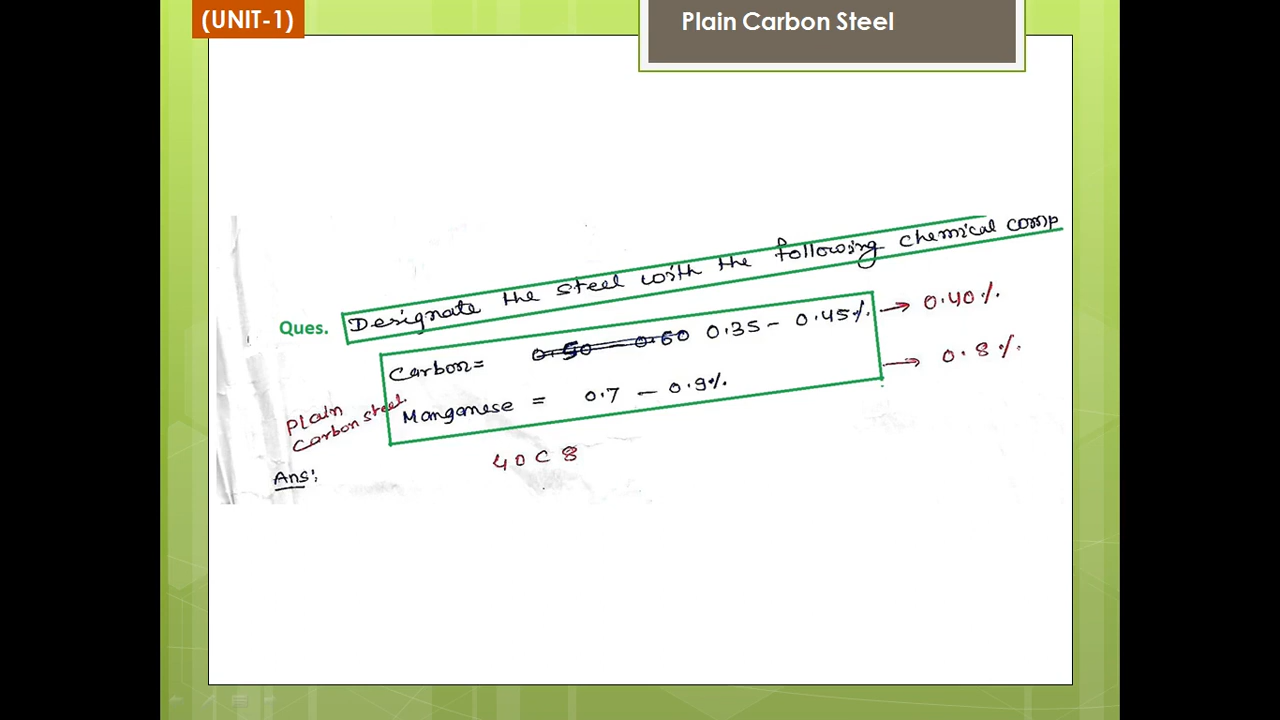 (UNIT-1)
Plain Carbon Steel
Ques. Designate the steel with the following chemical comp
Carbon= 0.50 - 0.60 0.35 - 0.45%. → 0.40%.
Manganese = 0.7 - 0.9%. → 0.8%.
Plain
Carbon steel.
40C8
Ans: